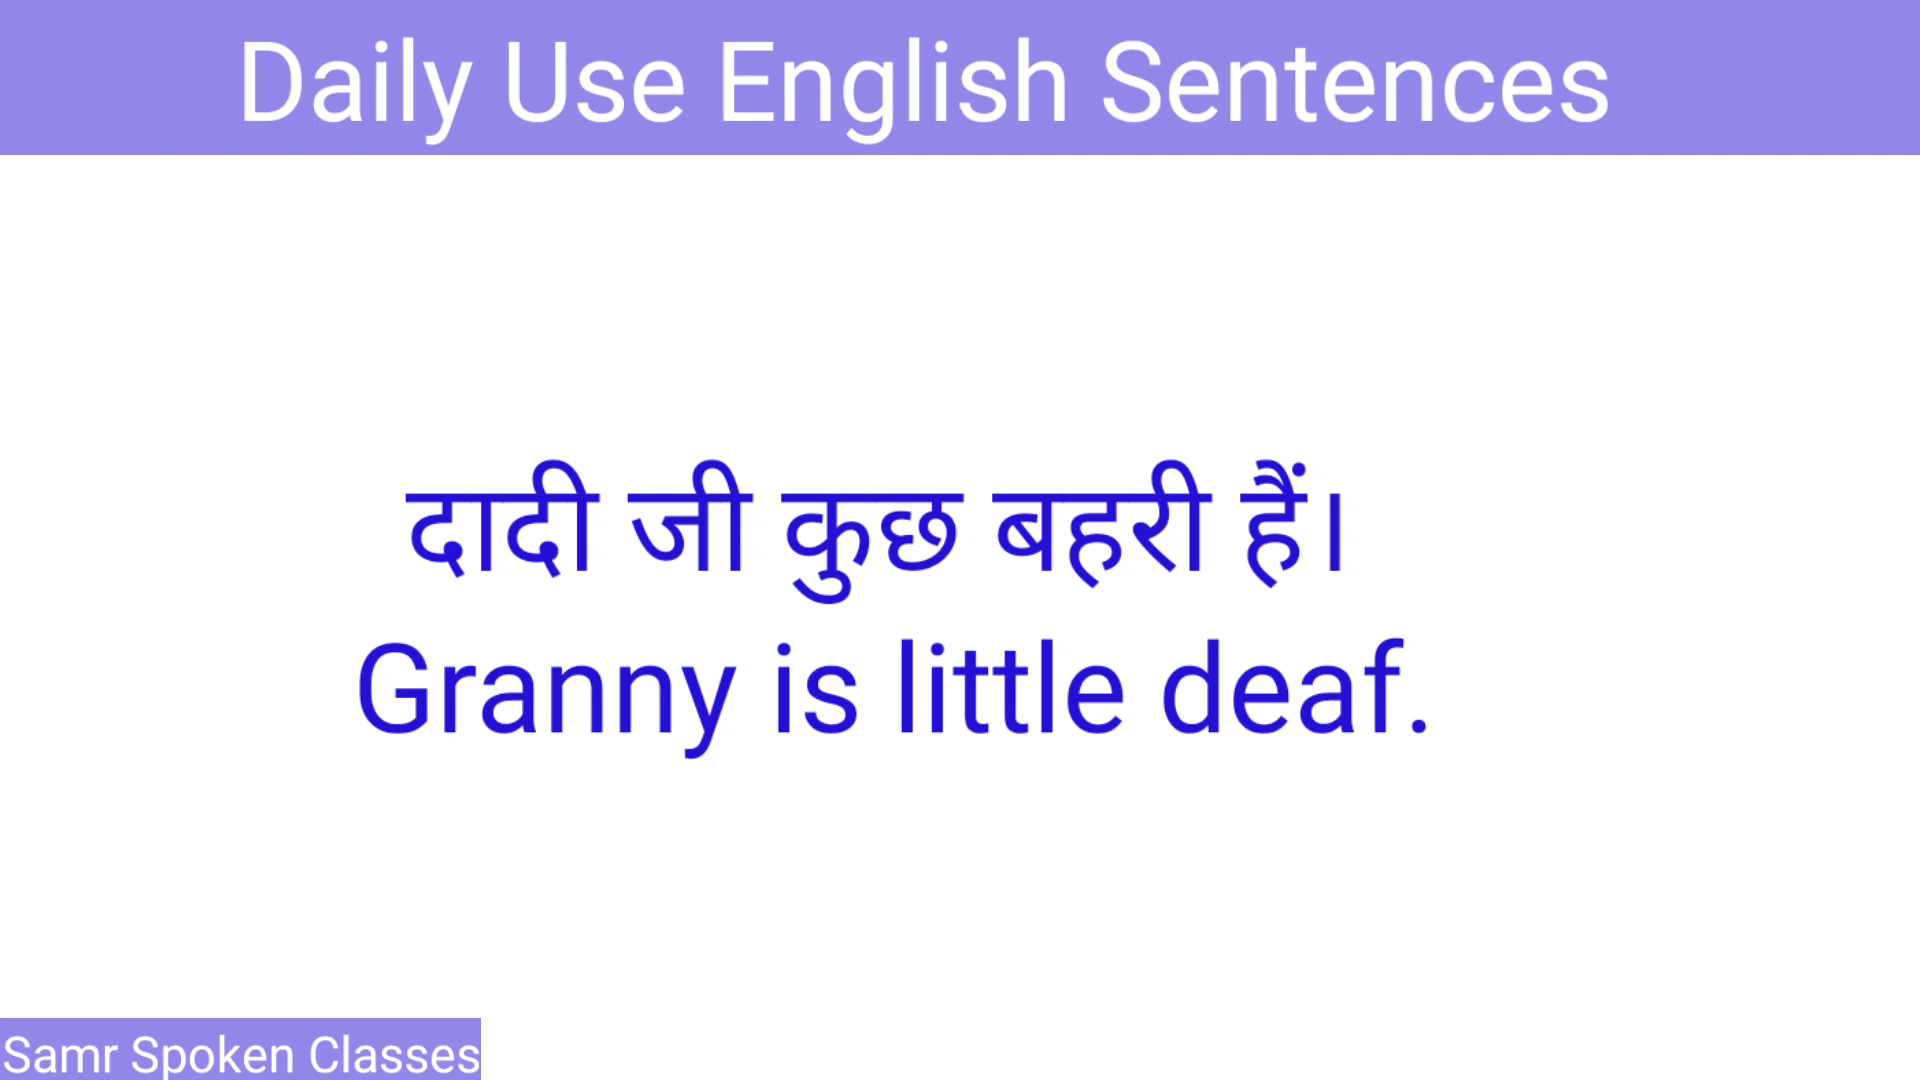 Daily Use English Sentences
दादी जी कुछ बहरी हैं।
Granny is little deaf.
Samr Spoken Classes